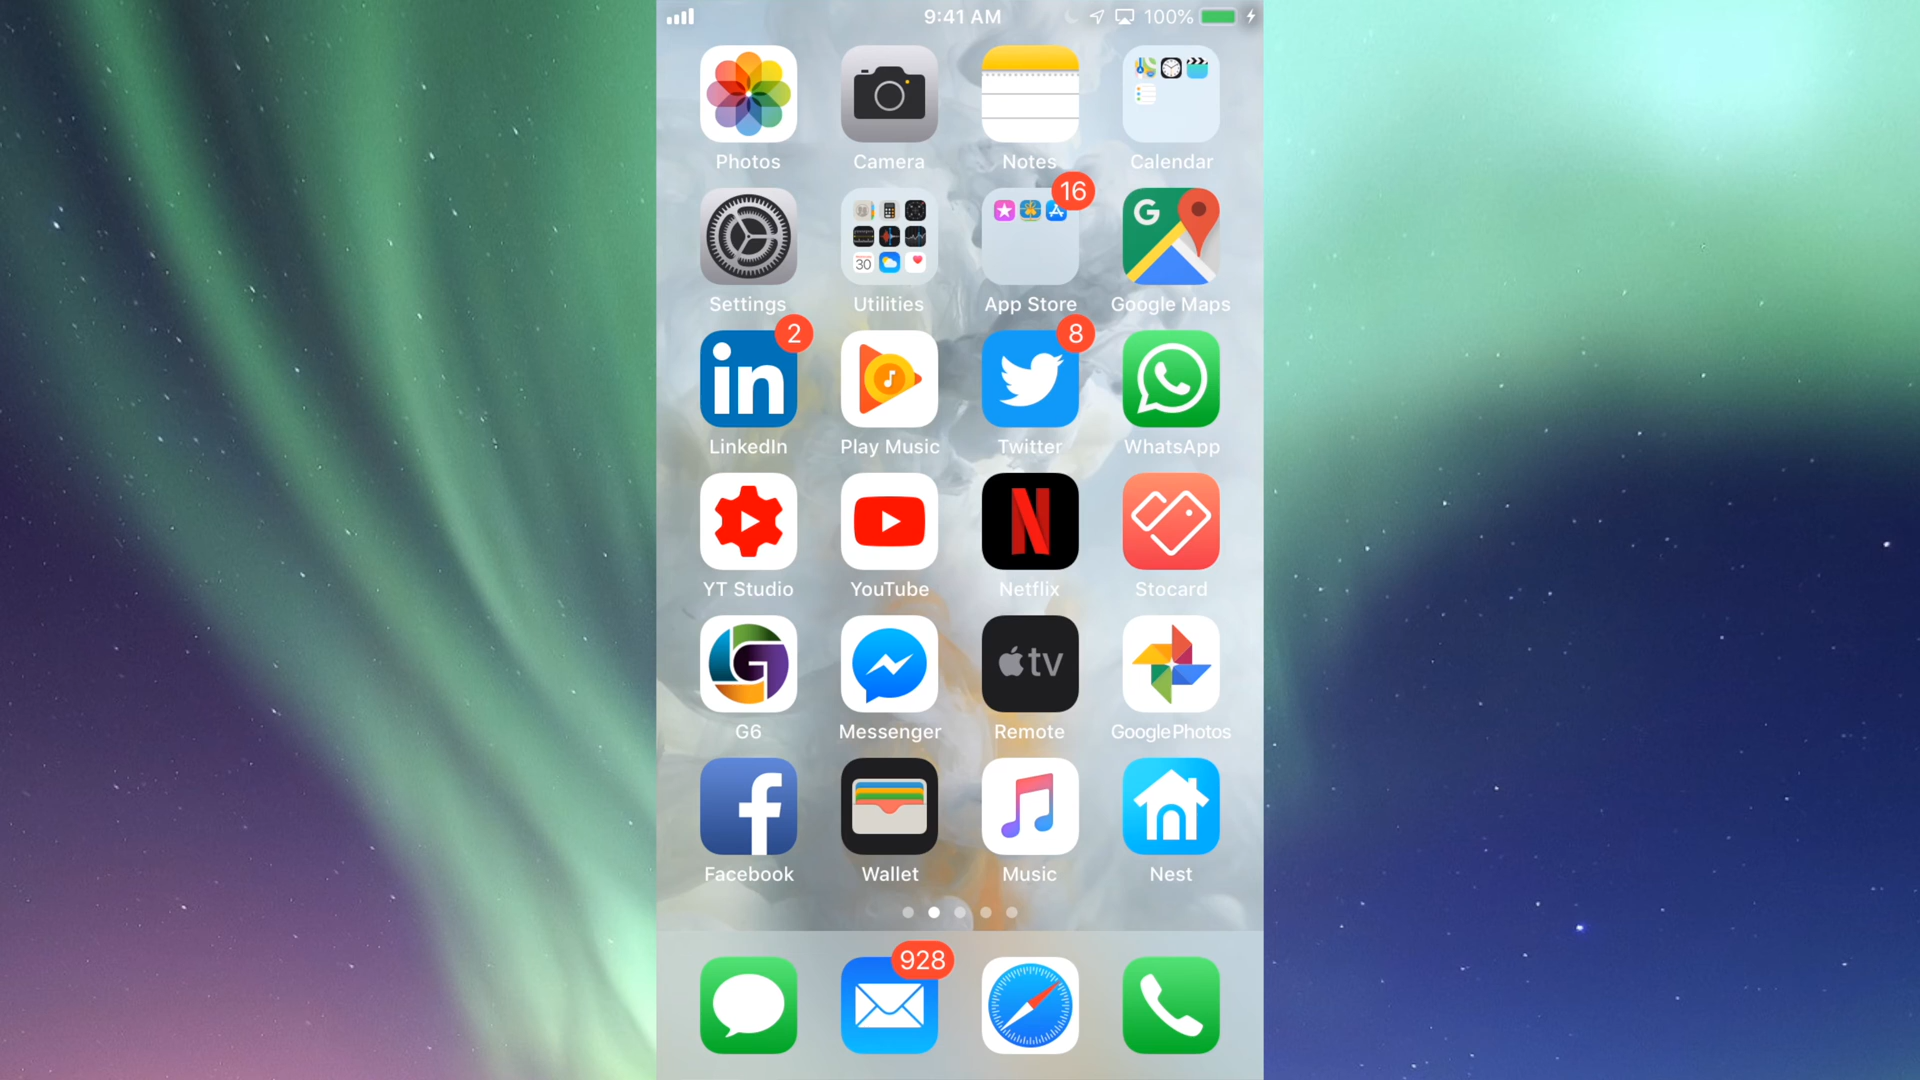 9:41 AM 100%
Photos Camera Notes Calendar
16
G
30
Settings Utilities App Store Google Maps
2 8
in
LinkedIn Play Music Twitter WhatsApp
N
YT Studio YouTube Netflix Stocard
G tv
G6 Messenger Remote Google Photos
f
Facebook Wallet Music Nest
928